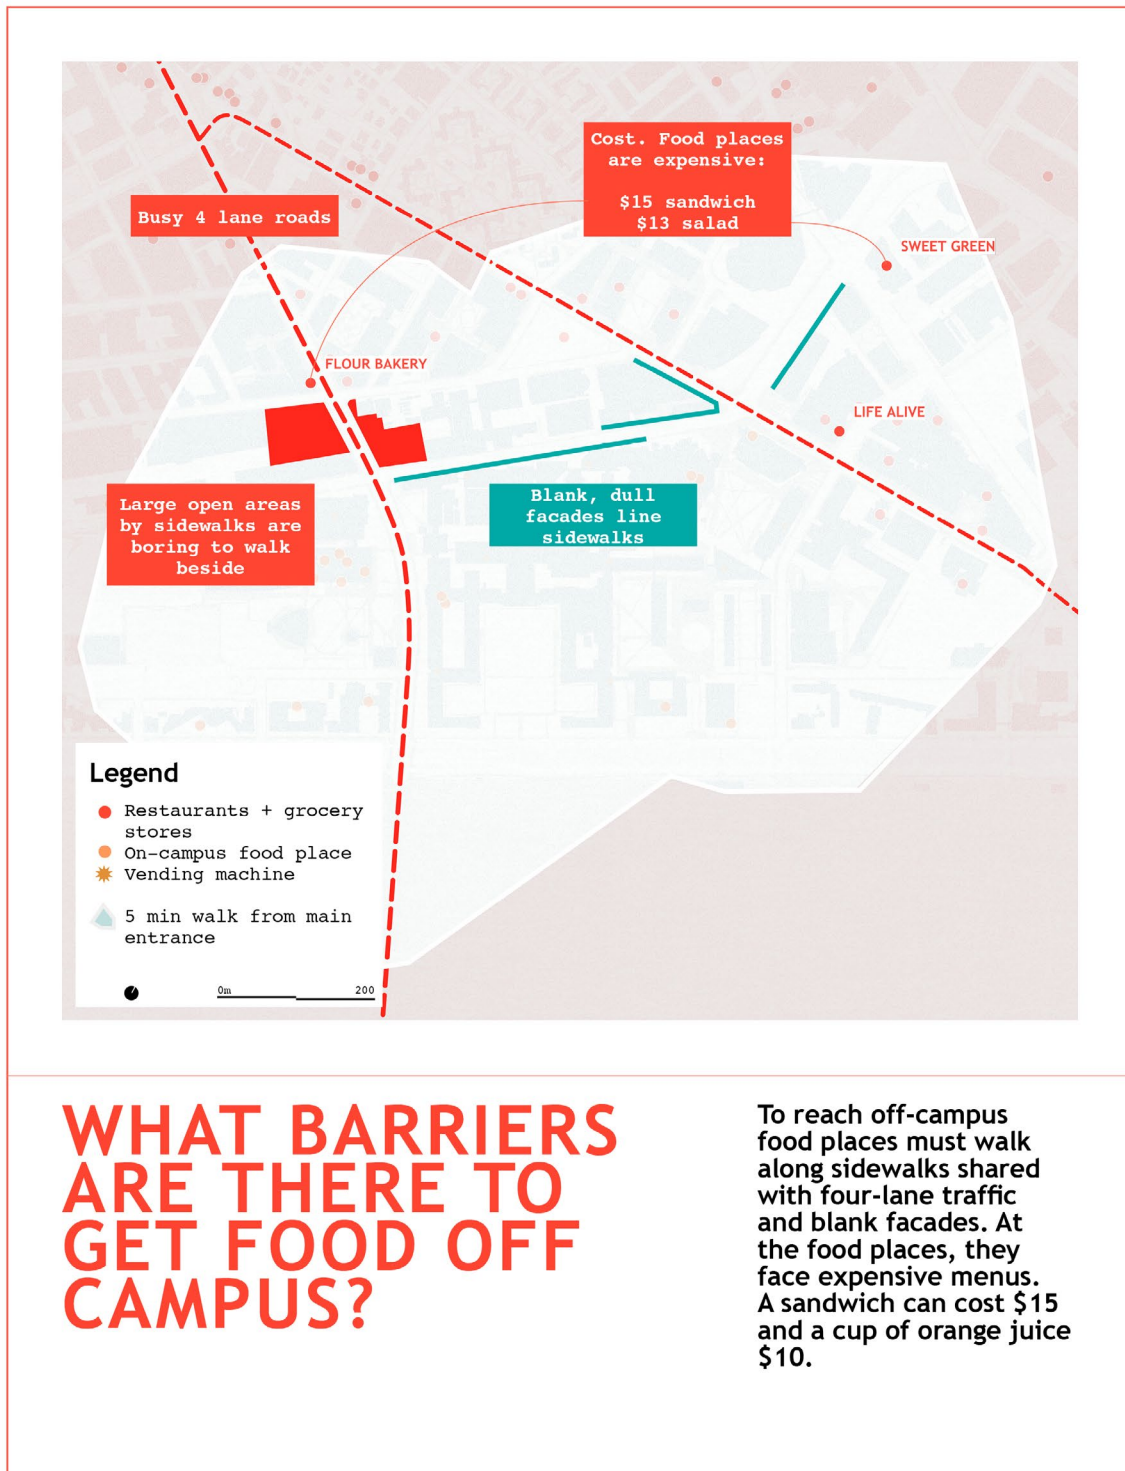 Cost. Food places
are expensive:
$15 sandwich
$13 salad
Busy 4 lane roads
SWEET GREEN
FLOUR BAKERY
LIFE ALIVE
Large open areas
by sidewalks are
boring to walk
beside
Blank, dull
facades line
sidewalks
Legend
Restaurants + grocery
stores
On-campus food place
Vending machine
5 min walk from main
entrance
0m 200
WHAT BARRIERS
ARE THERE TO
GET FOOD OFF
CAMPUS?
To reach off-campus
food places must walk
along sidewalks shared
with four-lane traffic
and blank facades. At
the food places, they
face expensive menus.
A sandwich can cost $15
and a cup of orange juice
$10.